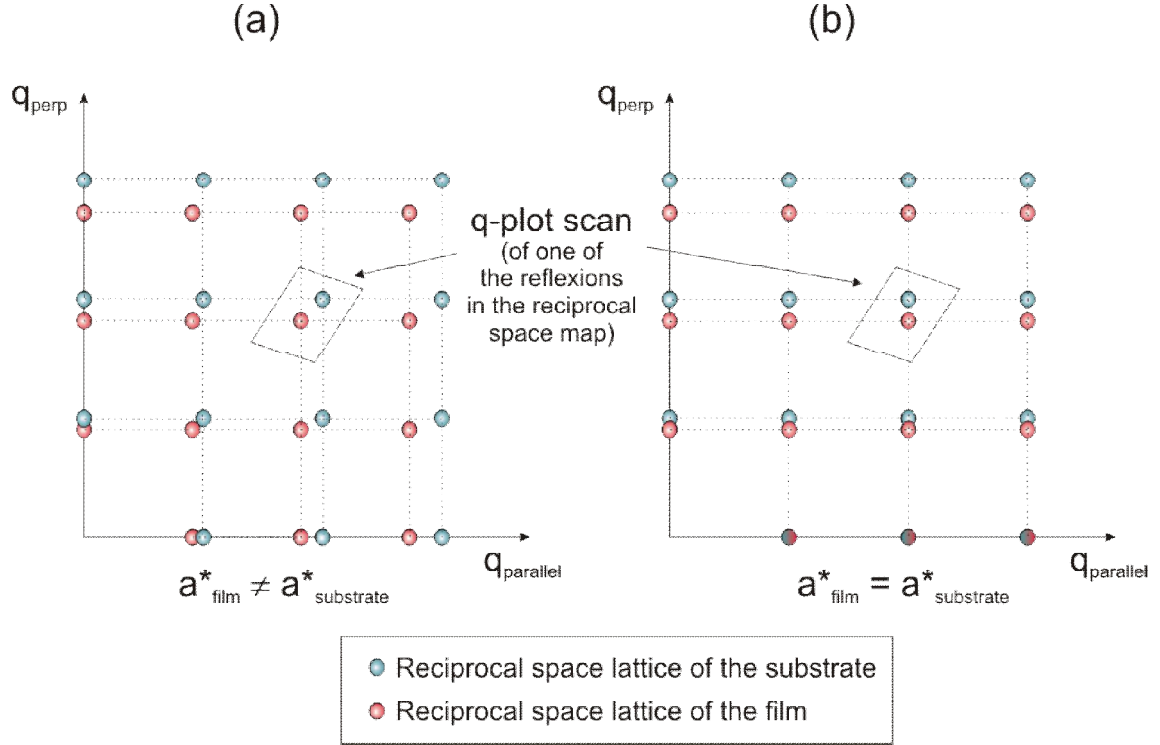 (a)
(b)
q_perp
q_perp
q-plot scan
(of one of
the reflexions
in the reciprocal
space map)
q_parallel
q_parallel
a*_film ≠ a*_substrate
a*_film = a*_substrate
Reciprocal space lattice of the substrate
Reciprocal space lattice of the film